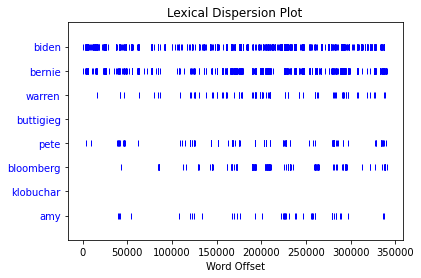 Lexical Dispersion Plot
biden
bernie
warren
buttigieg
pete
bloomberg
klobuchar
amy
0 50000 100000 150000 200000 250000 300000 350000
Word Offset